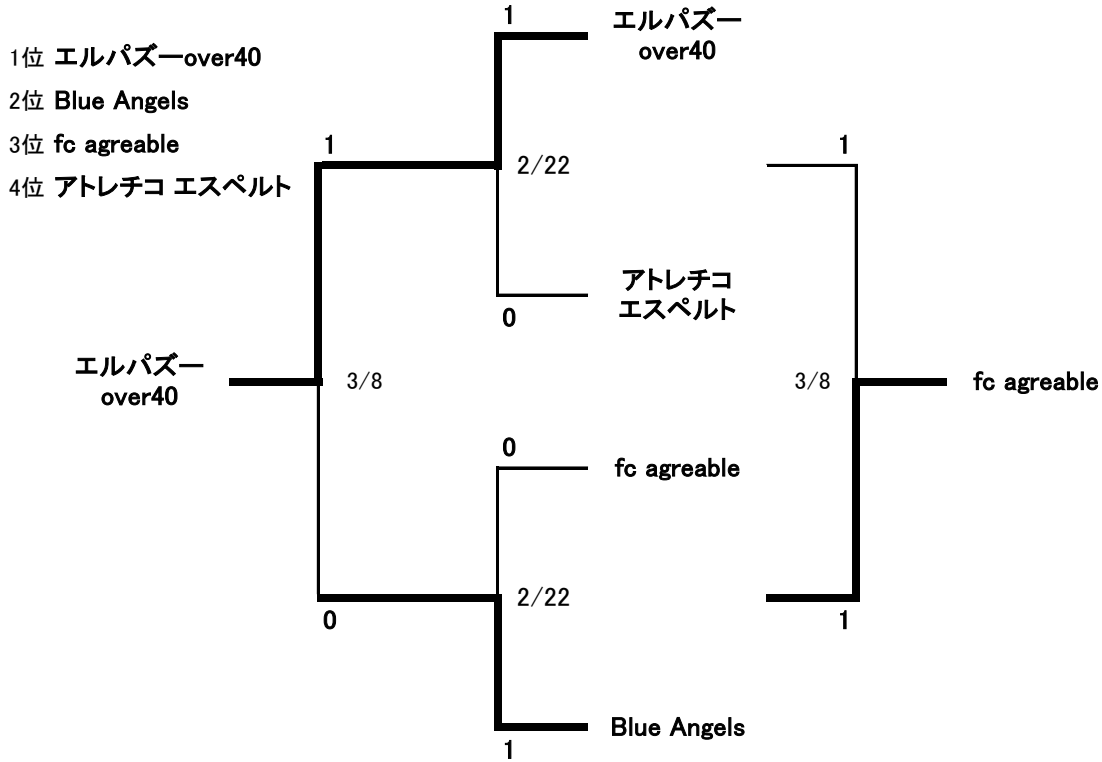 1位 エルパズーover40
2位 Blue Angels
3位 fc agreable
4位 アトレチコ エスペルト
1
エルパズー
over40
1
2/22
1
アトレチコ
エスペルト
0
エルパズー
over40
3/8
3/8
fc agreable
0
fc agreable
2/22
0
1
Blue Angels
1